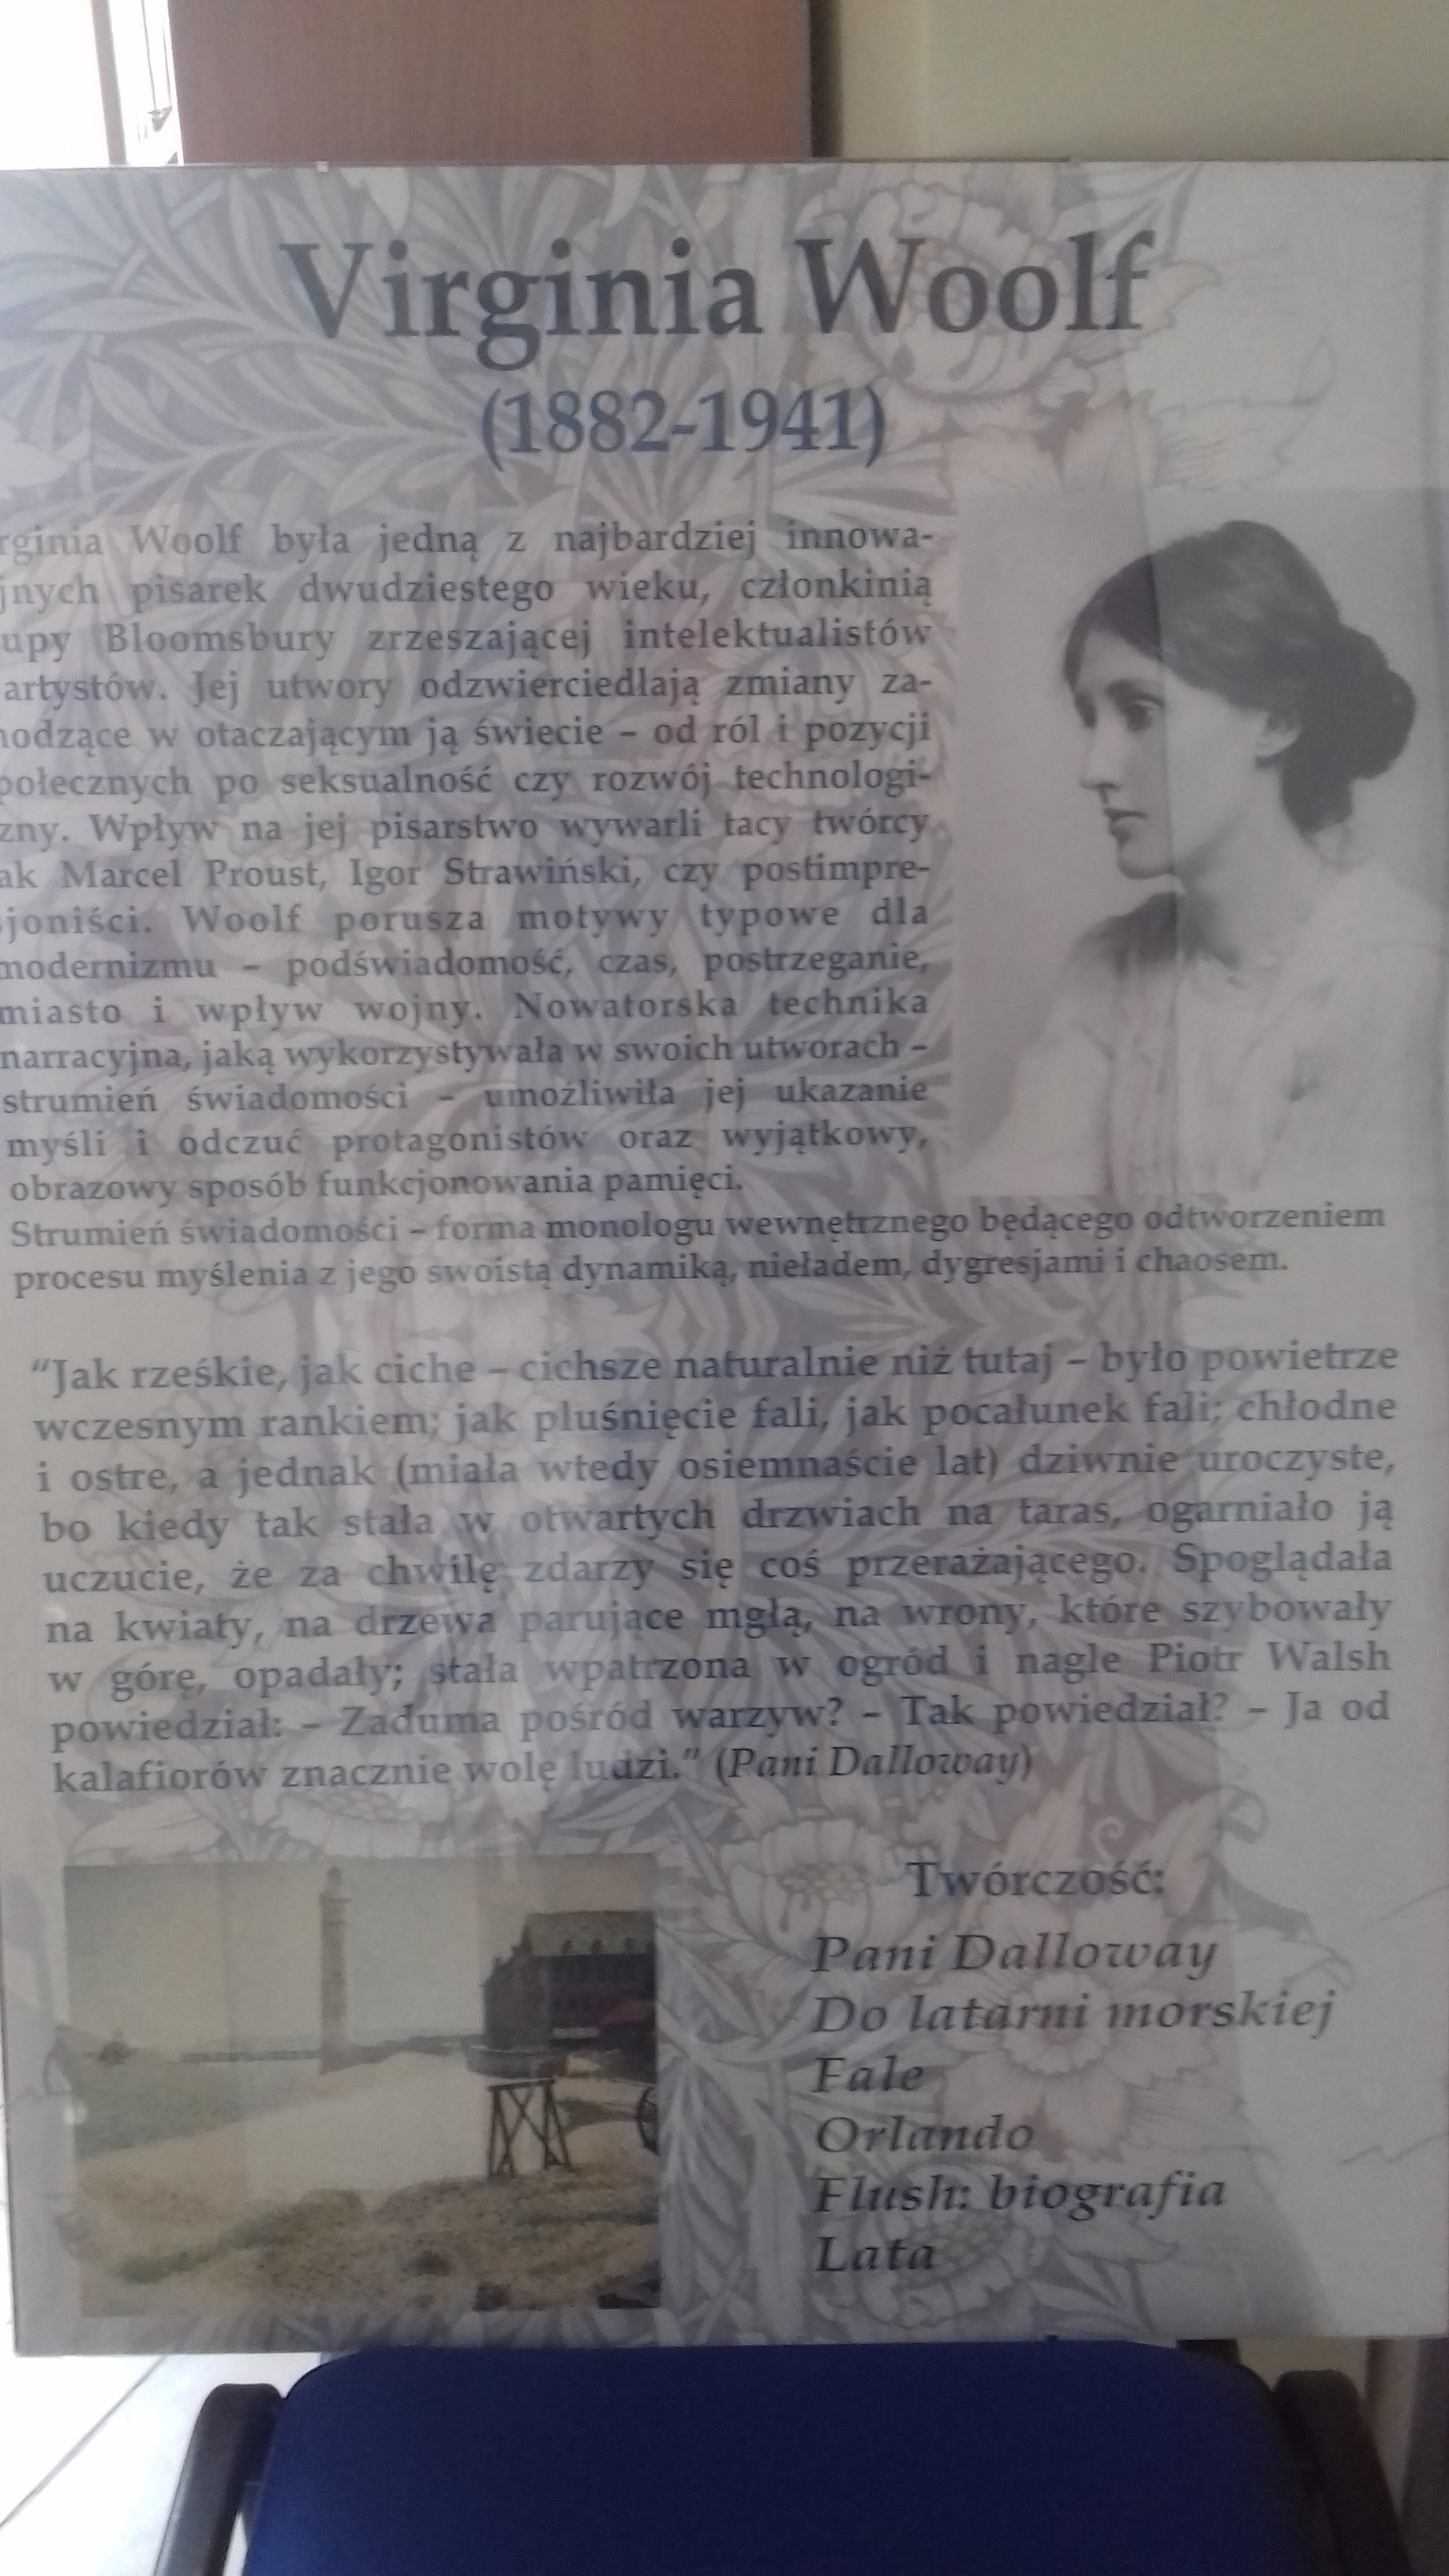 Virginia Woolf
(1882-1941)
rginia Woolf była jedną z najbardziej innowa-
jnych pisarek dwudziestego wieku, członkinią
upy Bloomsbury zrzeszającej intelektualistów
artystów. Jej utwory odzwierciedlają zmiany za-
hodzące w otaczającym ją świecie – od ról i pozycji
połecznych po seksualność czy rozwój technologi-
zny. Wpływ na jej pisarstwo wywarli tacy twórcy
ak Marcel Proust, Igor Strawiński, czy postimpre-
sjoniści. Woolf porusza motywy typowe dla
modernizmu – podświadomość, czas, postrzeganie,
miasto i wpływ wojny. Nowatorska technika
narracyjna, jaką wykorzystywała w swoich utworach –
strumień świadomości – umożliwiła jej ukazanie
myśli i odczuć protagonistów oraz wyjątkowy,
obrazowy sposób funkcjonowania pamięci.
Strumień świadomości – forma monologu wewnętrznego będącego odtworzeniem
procesu myślenia z jego swoistą dynamiką, nieładem, dygresjami i chaosem.
“Jak rześkie, jak ciche – cichsze naturalnie niż tutaj – było powietrze
wczesnym rankiem; jak pluśnięcie fali, jak pocałunek fali; chłodne
i ostre, a jednak (miała wtedy osiemnaście lat) dziwnie uroczyste,
bo kiedy tak stała w otwartych drzwiach na taras, ogarniało ją
uczucie, że za chwilę zdarzy się coś przerażającego. Spoglądała
na kwiaty, na drzewa parujące mgłą, na wrony, które szybowały
w górę, opadały; stała wpatrzona w ogród i nagle Piotr Walsh
powiedział: – Zaduma pośród warzyw? – Tak powiedział? – Ja od
kalafiorów znacznie wolę ludzi.” (Pani Dalloway)
Twórczość:
Pani Dalloway
Do latarni morskiej
Fale
Orlando
Flush: biografia
Lata